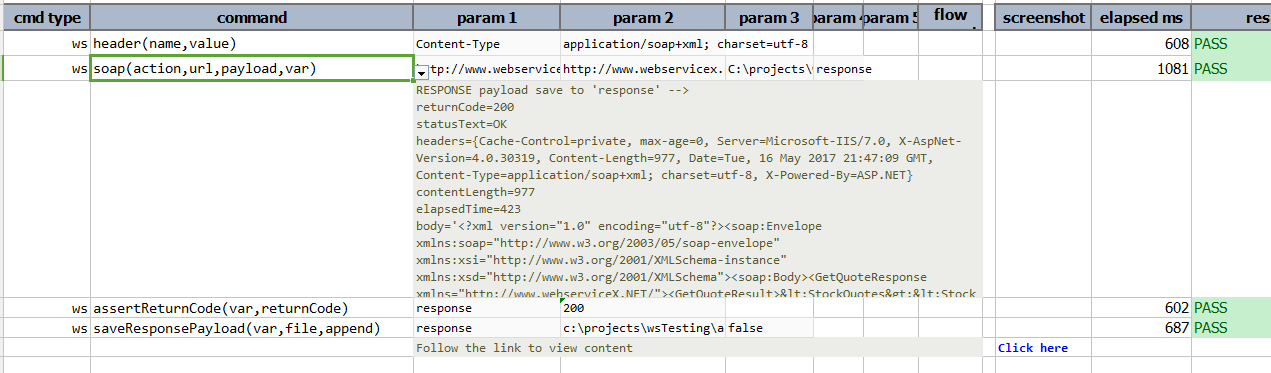 cmd type command param 1 param 2 param 3 param 4 param 5 flow screenshot elapsed ms
ws header(name,value) Content-Type application/soap+xml; charset=utf-8 608 PASS
ws soap(action,url,payload,var) http://www.webservice http://www.webservicex. C:\projects\ response 1081 PASS
RESPONSE payload save to 'response' -->
returnCode=200
statusText=OK
headers={Cache-Control=private, max-age=0, Server=Microsoft-IIS/7.0, X-AspNet-
Version=4.0.30319, Content-Length=977, Date=Tue, 16 May 2017 21:47:09 GMT,
Content-Type=application/soap+xml; charset=utf-8, X-Powered-By=ASP.NET}
contentLength=977
elapsedTime=423
body='<?xml version="1.0" encoding="utf-8"?><soap:Envelope
xmlns:soap="http://www.w3.org/2003/05/soap-envelope"
xmlns:xsi="http://www.w3.org/2001/XMLSchema-instance"
xmlns:xsd="http://www.w3.org/2001/XMLSchema"><soap:Body><GetQuoteResponse
xmlns="http://www.webserviceX.NET/"><GetQuoteResult>&lt;StockQuotes&gt;&lt;Stock
ws assertReturnCode(var,returnCode) response 200 602 PASS
ws saveResponsePayload(var,file,append) response c:\projects\wsTesting\a false 687 PASS
Follow the link to view content Click here